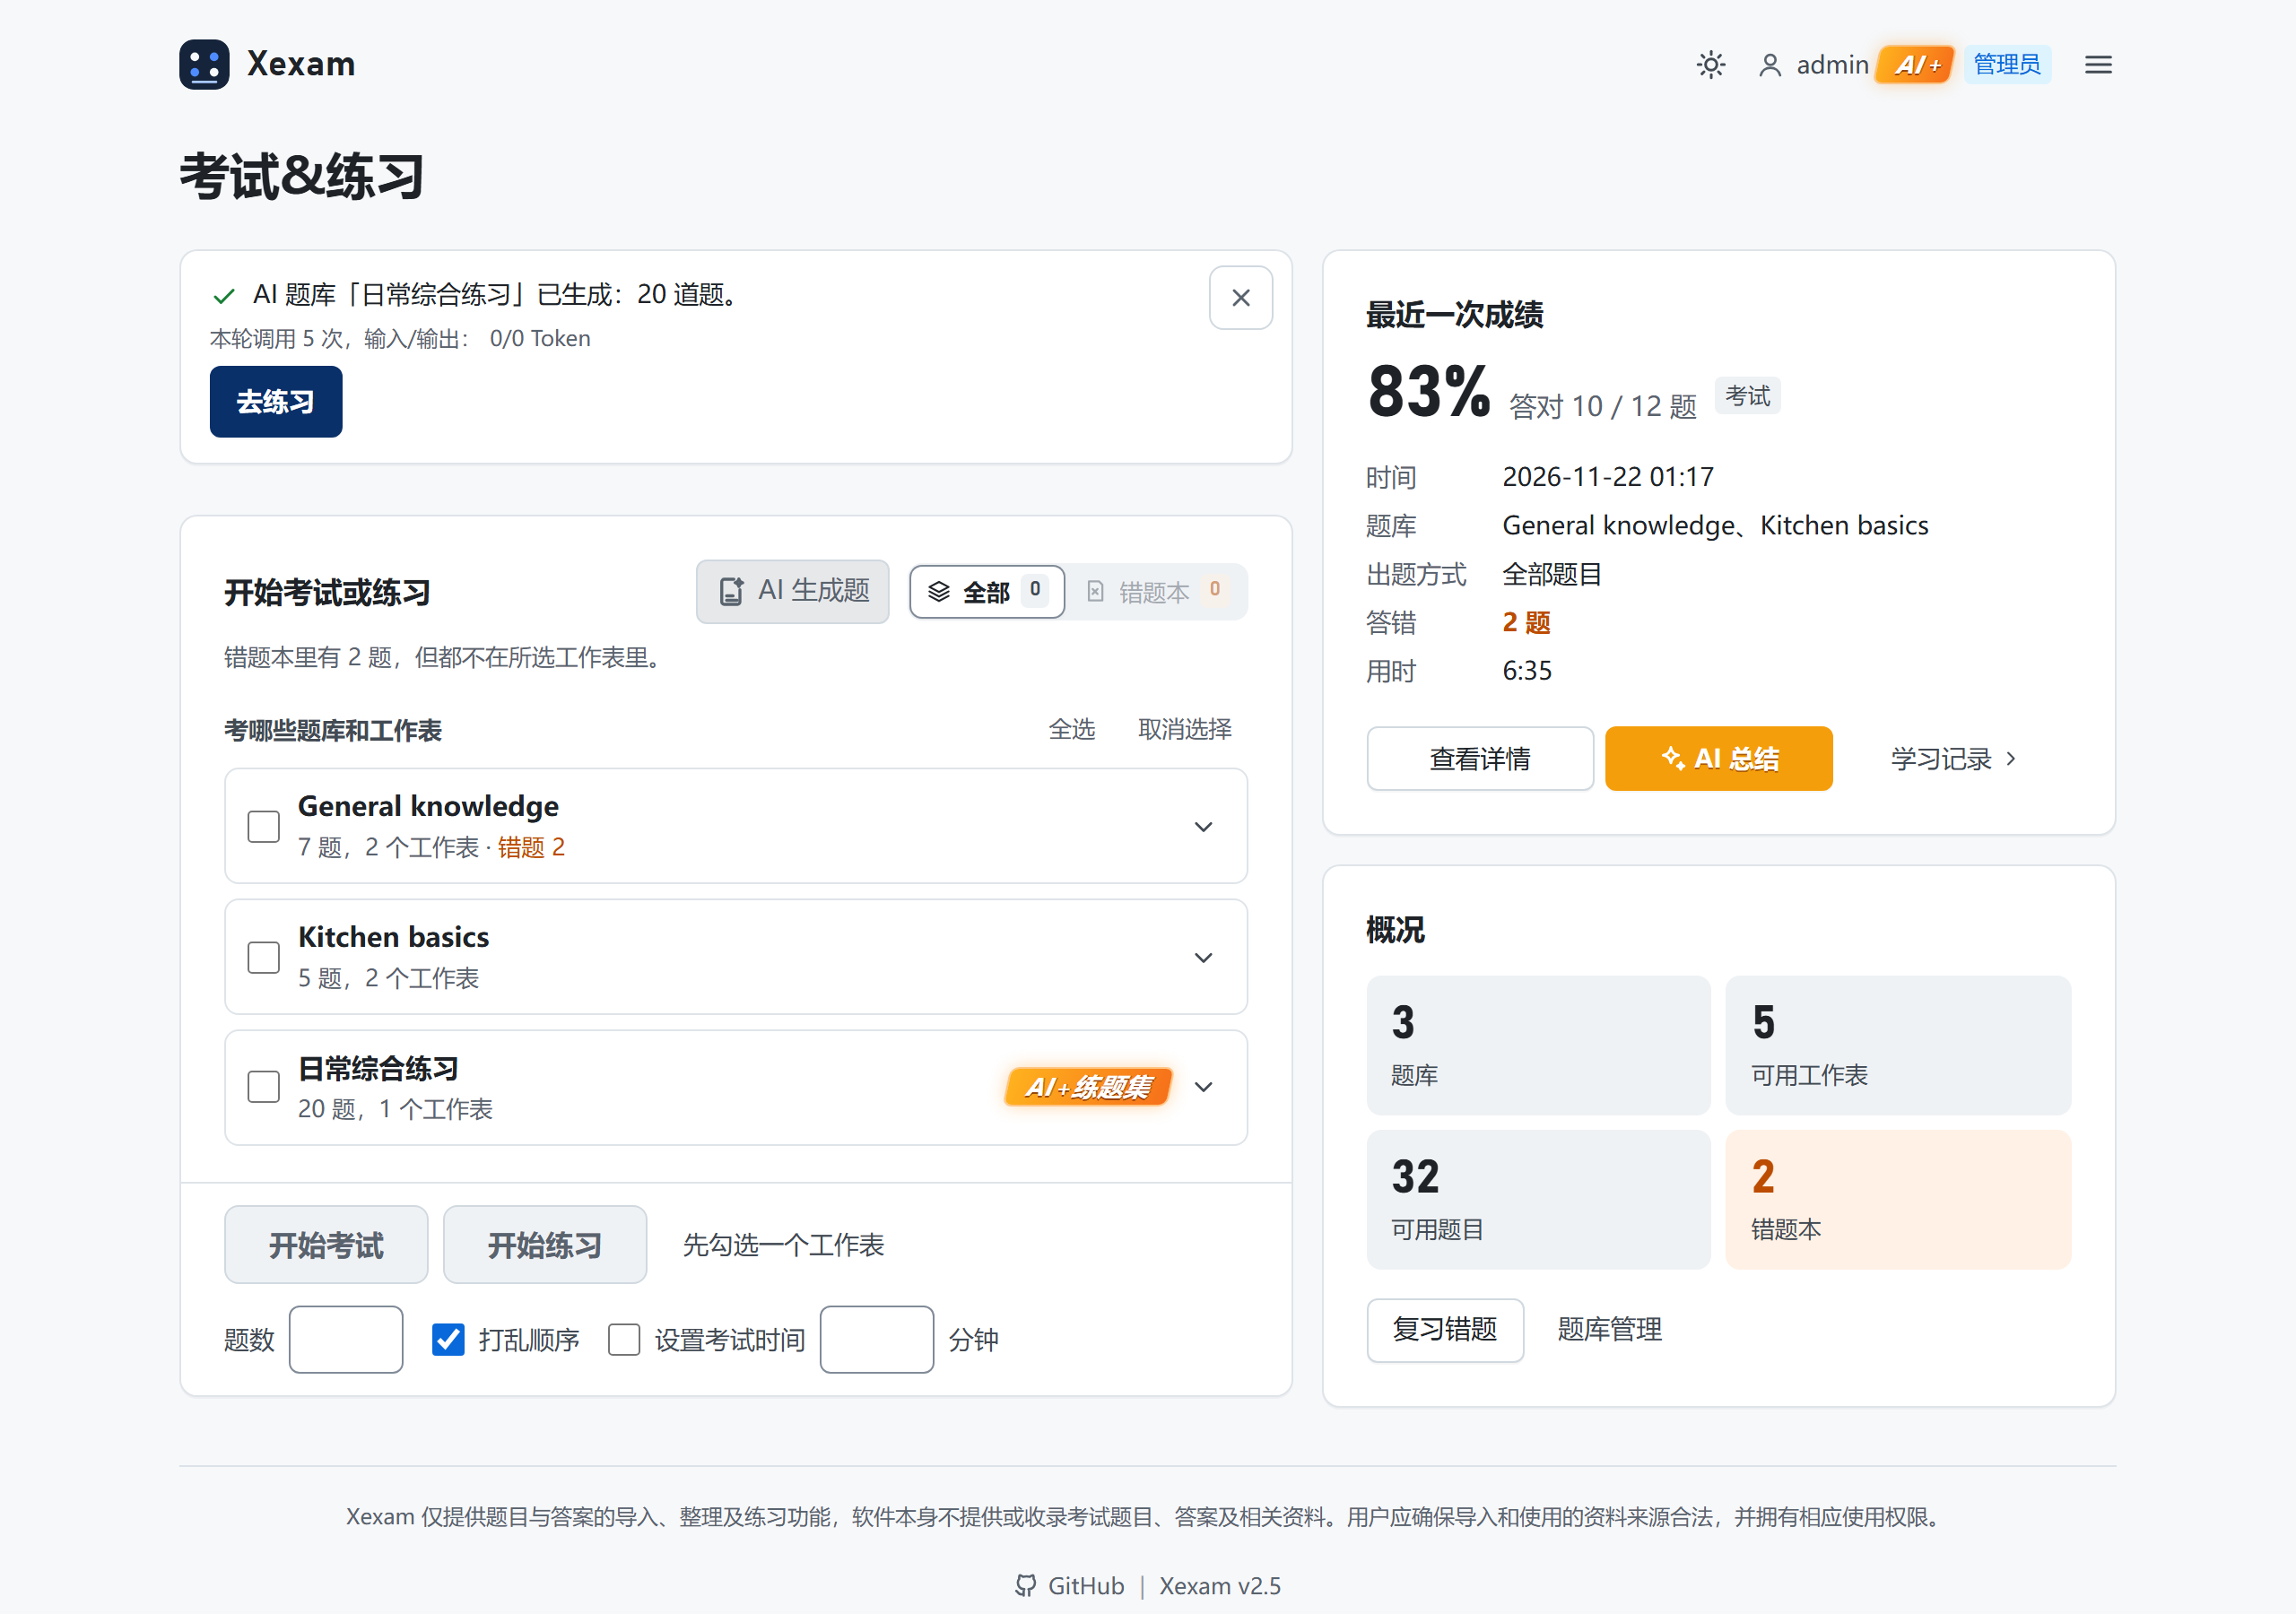 Xexam
admin AI+ 管理员
考试&练习
AI 题库「日常综合练习」已生成：20 道题。
本轮调用 5 次，输入/输出： 0/0 Token
去练习
开始考试或练习
AI 生成题
全部 0
错题本 0
错题本里有 2 题，但都不在所选工作表里。
考哪些题库和工作表
全选
取消选择
General knowledge
7 题，2 个工作表 · 错题 2
Kitchen basics
5 题，2 个工作表
日常综合练习
20 题，1 个工作表
AI+练题集
开始考试
开始练习
先勾选一个工作表
题数
打乱顺序
设置考试时间
分钟
最近一次成绩
83% 答对 10 / 12 题 考试
时间 2026-11-22 01:17
题库 General knowledge、Kitchen basics
出题方式 全部题目
答错 2 题
用时 6:35
查看详情
AI 总结
学习记录
概况
3
题库
5
可用工作表
32
可用题目
2
错题本
复习错题
题库管理
Xexam 仅提供题目与答案的导入、整理及练习功能，软件本身不提供或收录考试题目、答案及相关资料。用户应确保导入和使用的资料来源合法，并拥有相应使用权限。
GitHub | Xexam v2.5